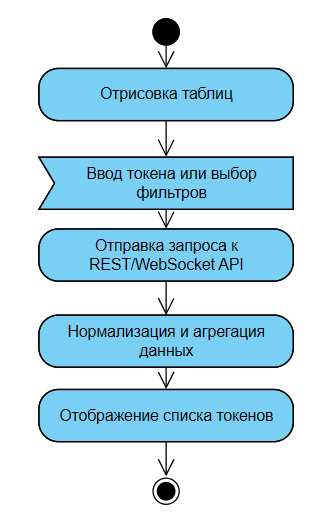 Отрисовка таблиц
Ввод токена или выбор
фильтров
Отправка запроса к
REST/WebSocket API
Нормализация и агрегация
данных
Отображение списка токенов